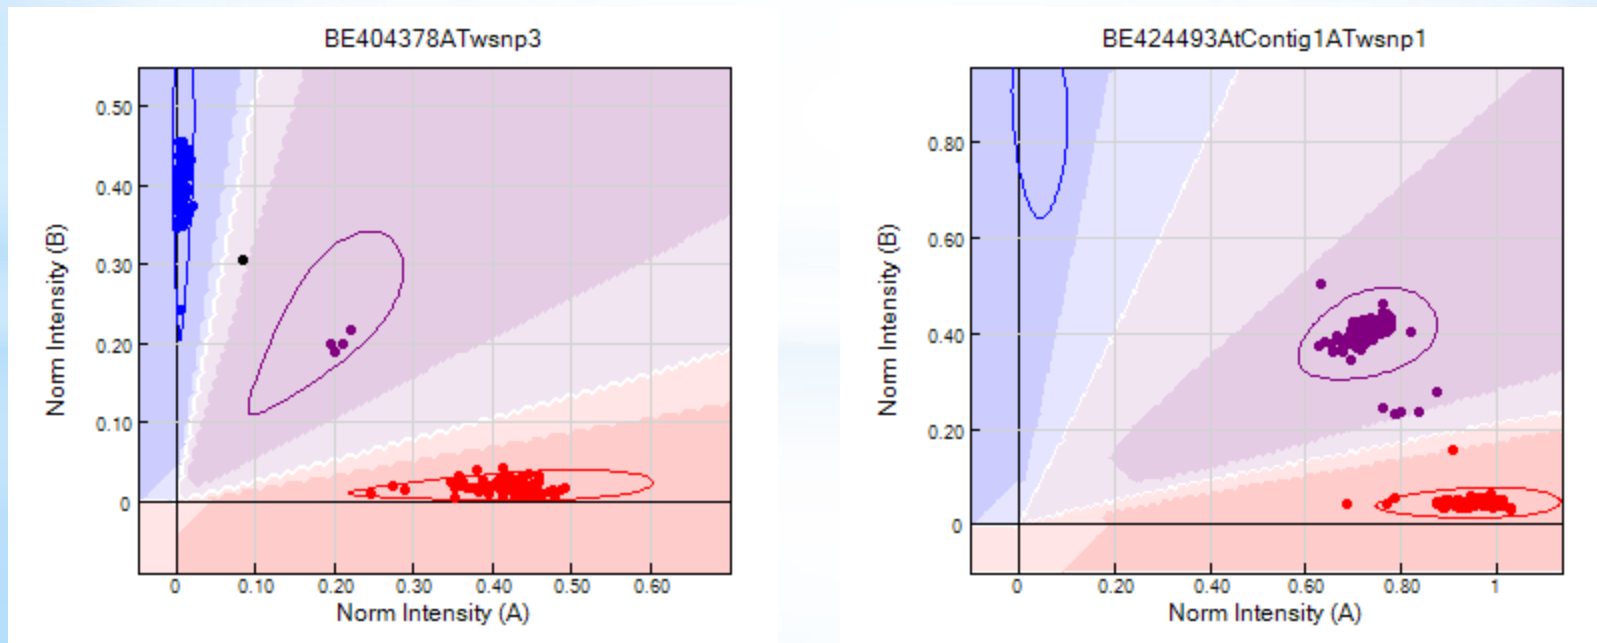 BE404378ATwsnp3
0.50
0.40
0.30
0.20
0.10
0
Norm Intensity (B)
0 0.10 0.20 0.30 0.40 0.50 0.60
Norm Intensity (A)
BE424493AtContig1ATwsnp1
0.80
0.60
0.40
0.20
0
Norm Intensity (B)
0 0.20 0.40 0.60 0.80 1
Norm Intensity (A)